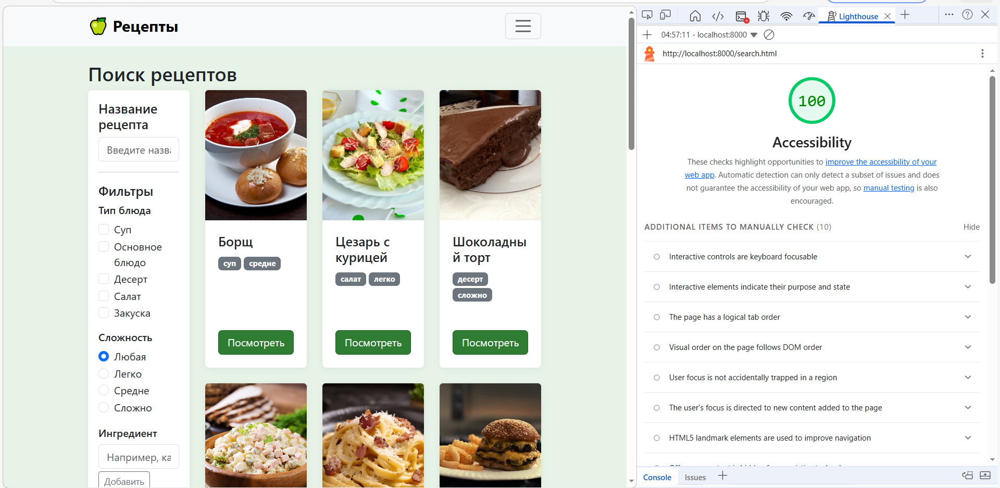 Рецепты
Поиск рецептов
Название
рецепта
Введите назва
Фильтры
Тип блюда
Суп
Основное
блюдо
Десерт
Салат
Закуска
Сложность
Любая
Легко
Средне
Сложно
Ингредиент
Например, ка
Добавить
Борщ
суп средне
Посмотреть
Цезарь с
курицей
салат легко
Посмотреть
Шоколадны
й торт
десерт
сложно
Посмотреть
Lighthouse
04:57:11 - localhost:8000
http://localhost:8000/search.html
100
Accessibility
These checks highlight opportunities to improve the accessibility of your
web app. Automatic detection can only detect a subset of issues and does
not guarantee the accessibility of your web app, so manual testing is also
encouraged.
ADDITIONAL ITEMS TO MANUALLY CHECK (10)
Hide
Interactive controls are keyboard focusable
Interactive elements indicate their purpose and state
The page has a logical tab order
Visual order on the page follows DOM order
User focus is not accidentally trapped in a region
The user's focus is directed to new content added to the page
HTML5 landmark elements are used to improve navigation
Console
Issues